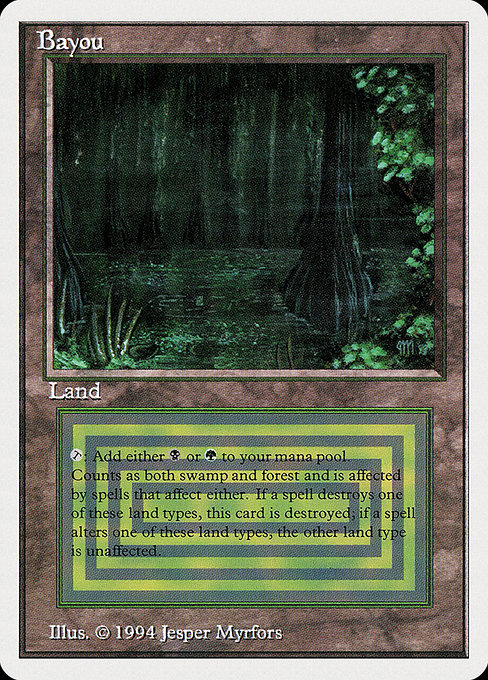 Bayou
JM
Land
T: Add either or to your mana pool.
Counts as both swamp and forest and is affected
by spells that affect either. If a spell destroys one
of these land types, this card is destroyed; if a spell
alters one of these land types, the other land type
is unaffected.
Illus. © 1994 Jesper Myrfors